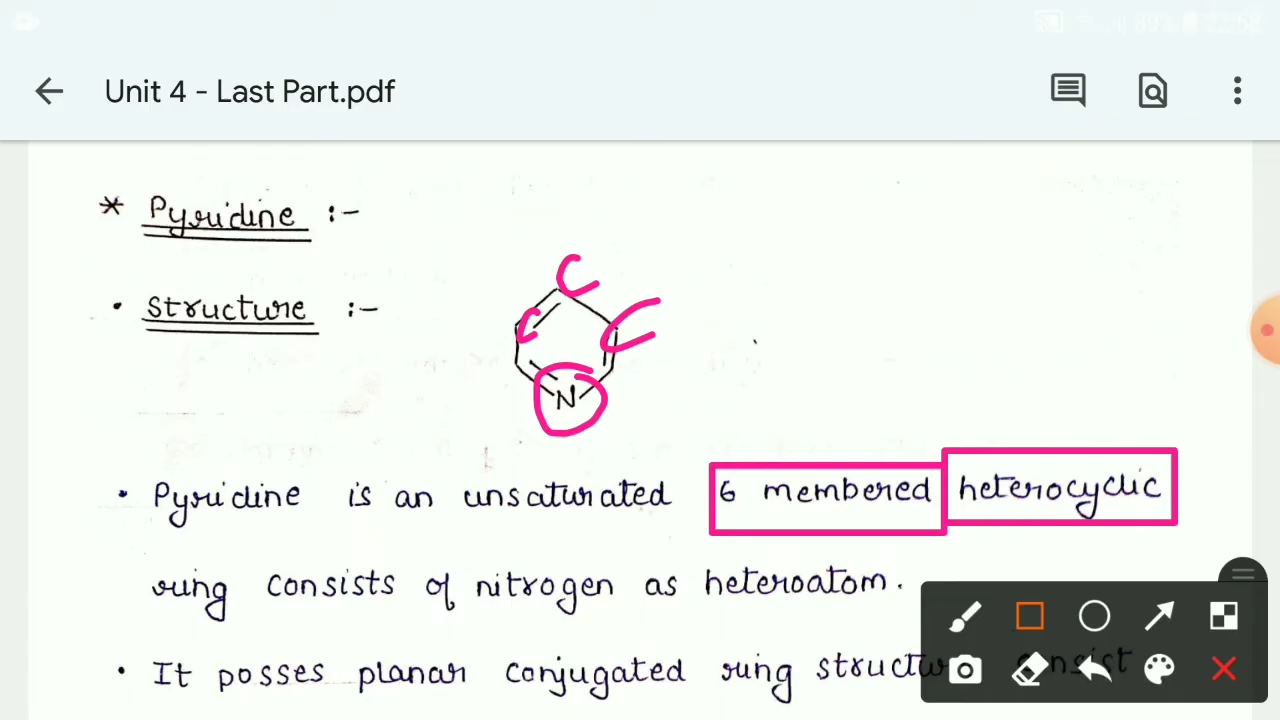 Unit 4 - Last Part.pdf
* Pyridine :-
• Structure :-
N
• Pyridine is an unsaturated 6 membered heterocyclic
ring consists of nitrogen as heteroatom.
• It posses planar conjugated ring